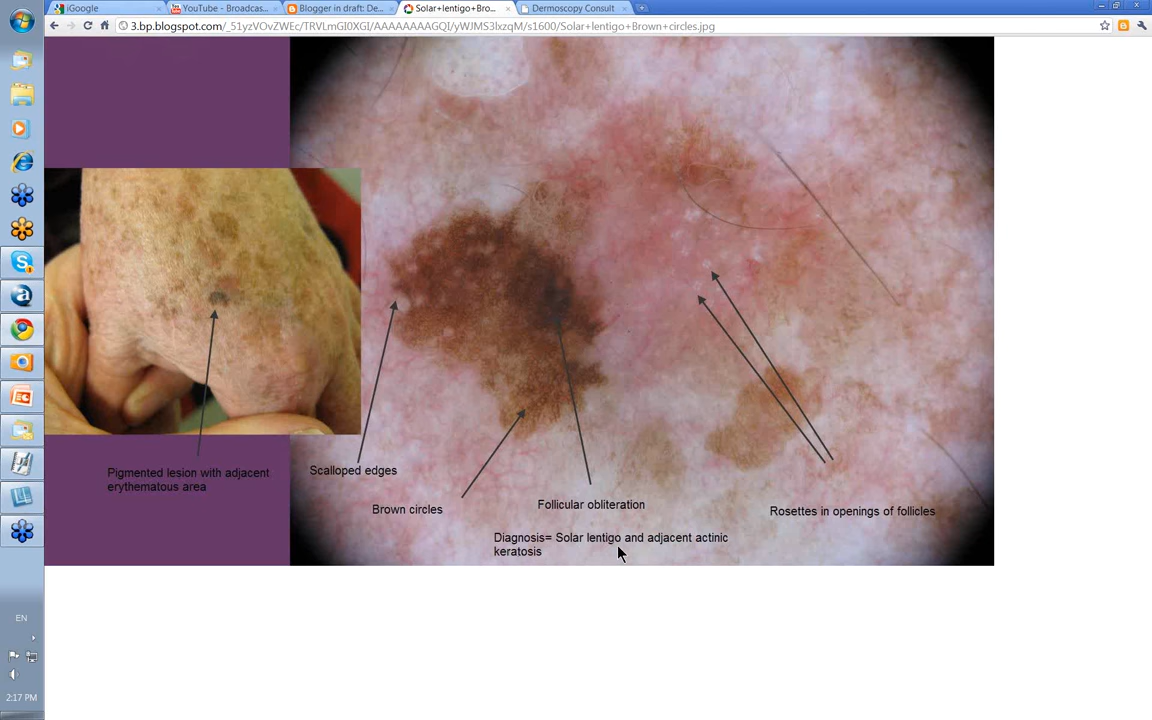 iGoogle
YouTube - Broadcas...
Blogger in draft: De...
Solar+lentigo+Bro...
Dermoscopy Consult
3.bp.blogspot.com/_51yzVOvZWEc/TRVLmGI0XGI/AAAAAAAAGQI/yWJMS3lxzqM/s1600/Solar+lentigo+Brown+circles.jpg
Pigmented lesion with adjacent
erythematous area
Scalloped edges
Brown circles
Follicular obliteration
Rosettes in openings of follicles
Diagnosis= Solar lentigo and adjacent actinic
keratosis
EN
2:17 PM